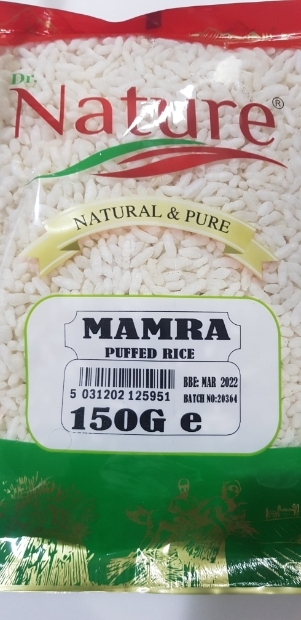 Dr.
Nature®
NATURAL & PURE
MAMRA
PUFFED RICE
BBE: MAR 2022
5 031202 125951
BATCH NO:20364
150G e